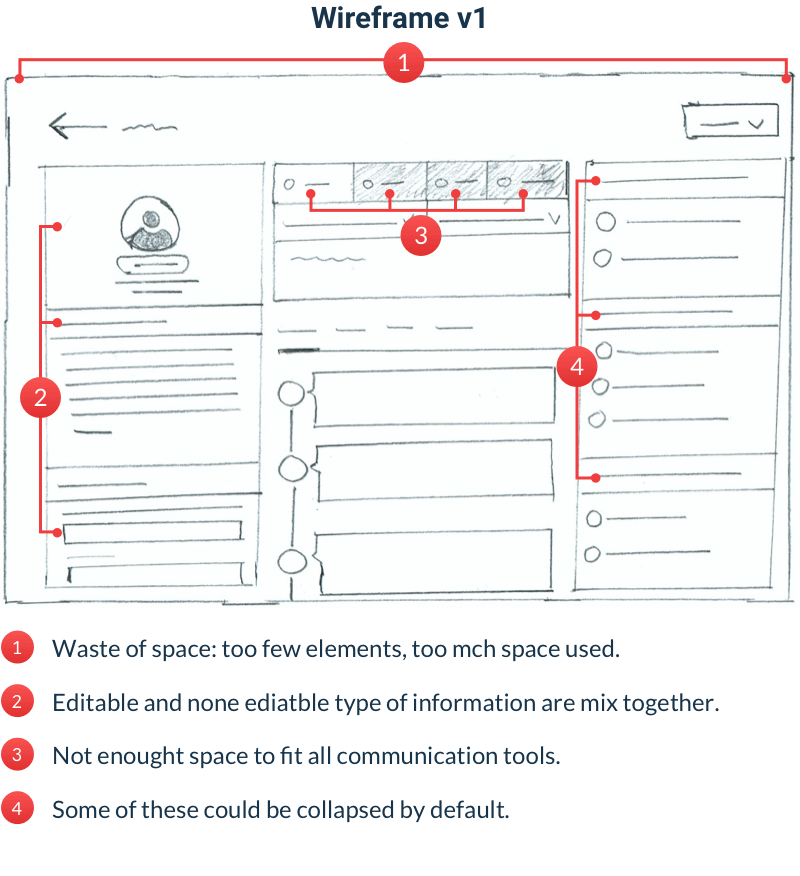 Wireframe v1
1
2
3
4
1 Waste of space: too few elements, too mch space used.
2 Editable and none ediatble type of information are mix together.
3 Not enought space to fit all communication tools.
4 Some of these could be collapsed by default.